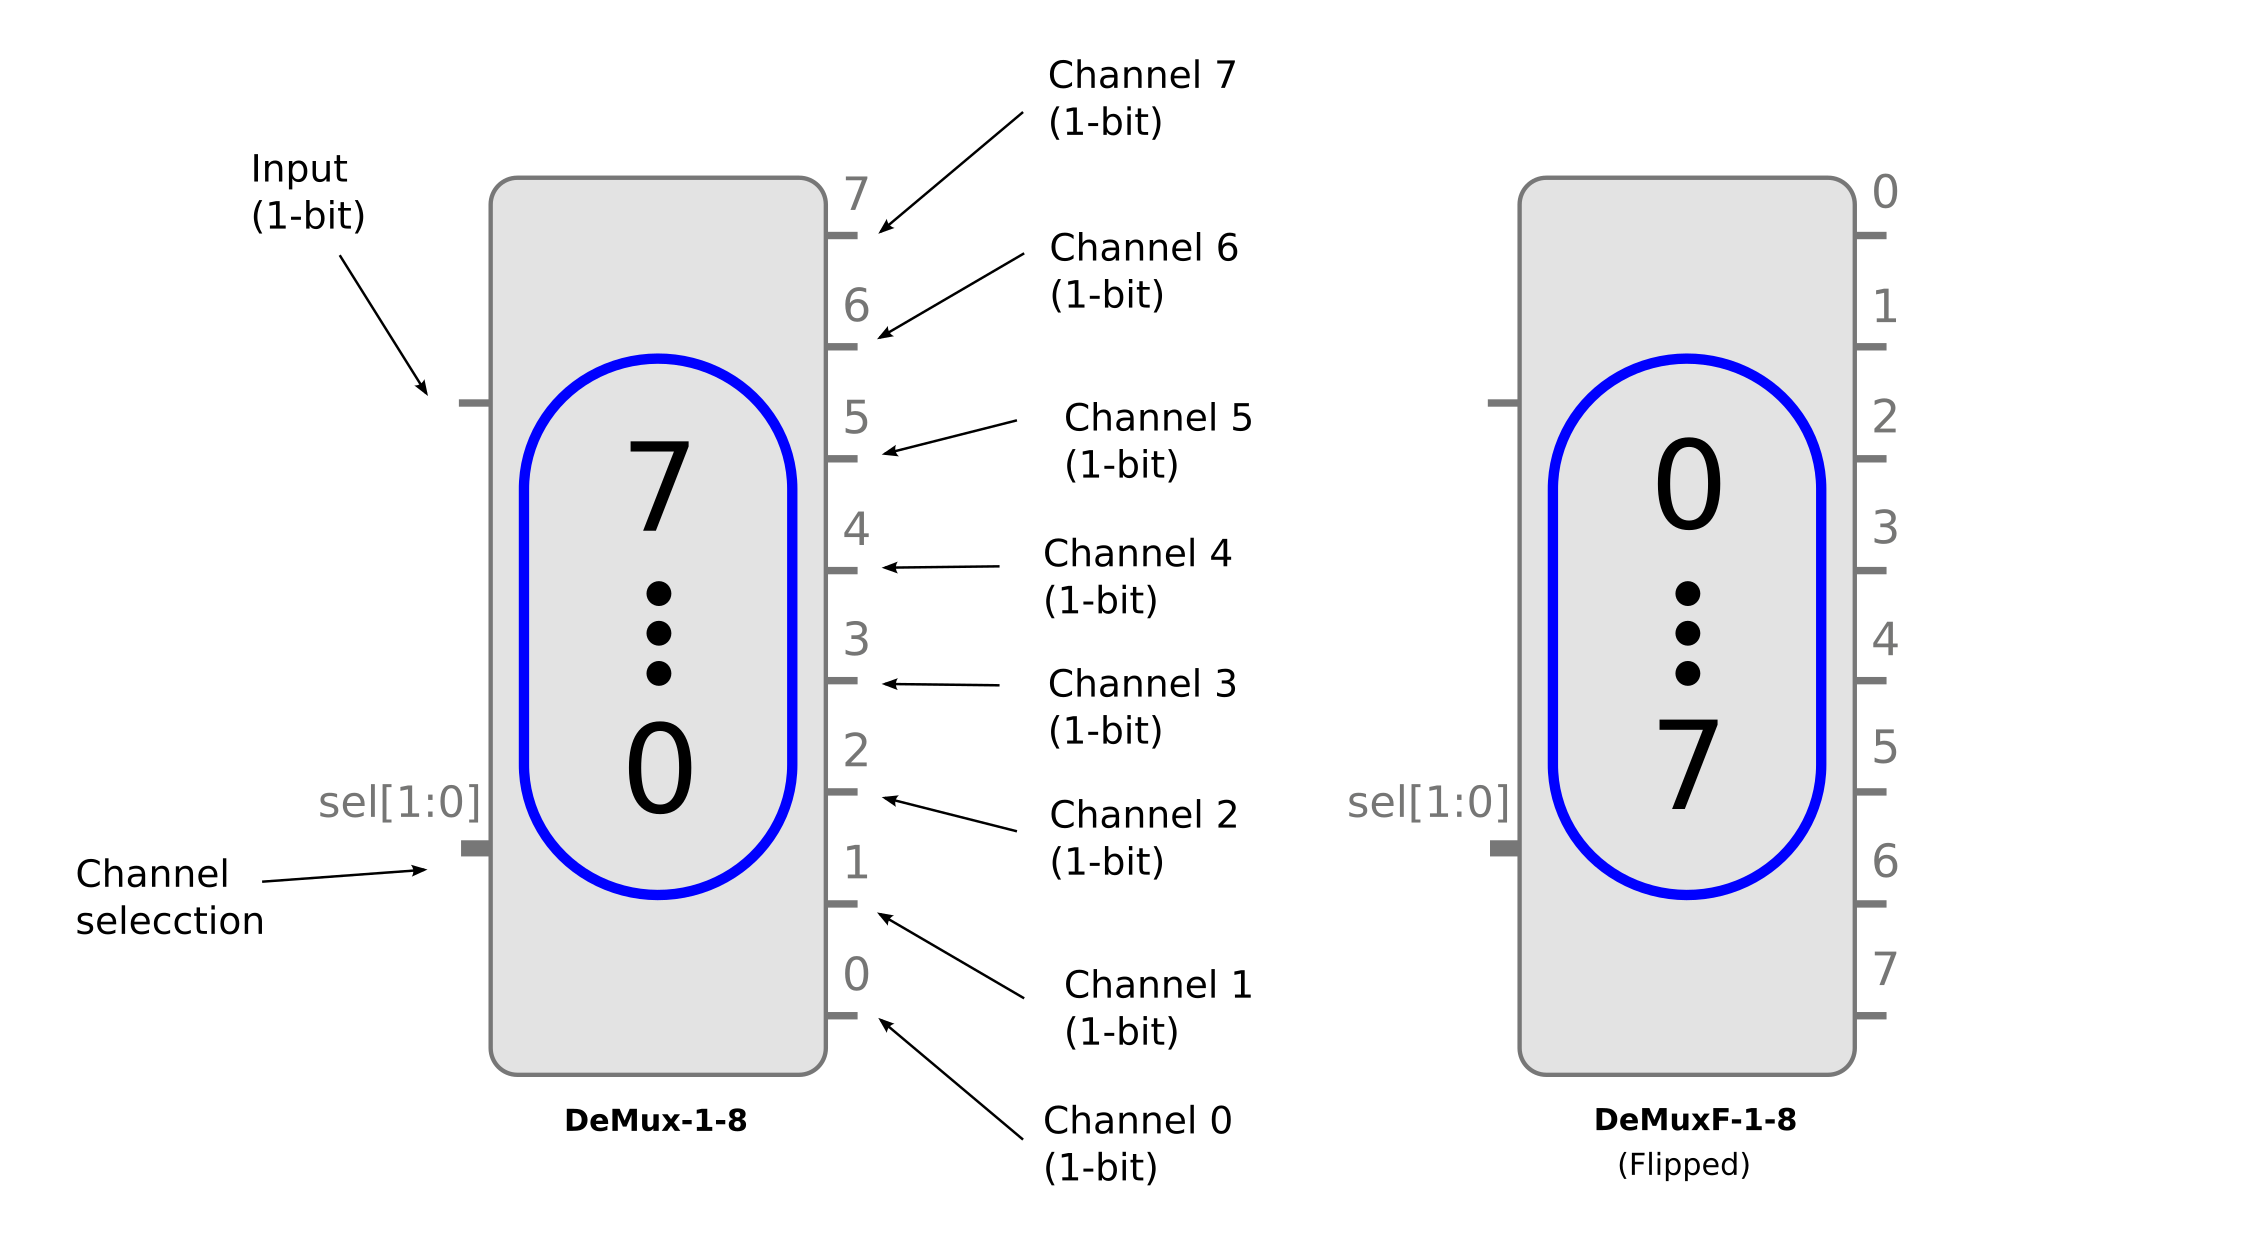 Input
(1-bit)
sel[1:0]
Channel
selecction
7
0
7
6
5
4
3
2
1
0
DeMux-1-8
Channel 7
(1-bit)
Channel 6
(1-bit)
Channel 5
(1-bit)
Channel 4
(1-bit)
Channel 3
(1-bit)
Channel 2
(1-bit)
Channel 1
(1-bit)
Channel 0
(1-bit)
sel[1:0]
0
7
0
1
2
3
4
5
6
7
DeMuxF-1-8
(Flipped)